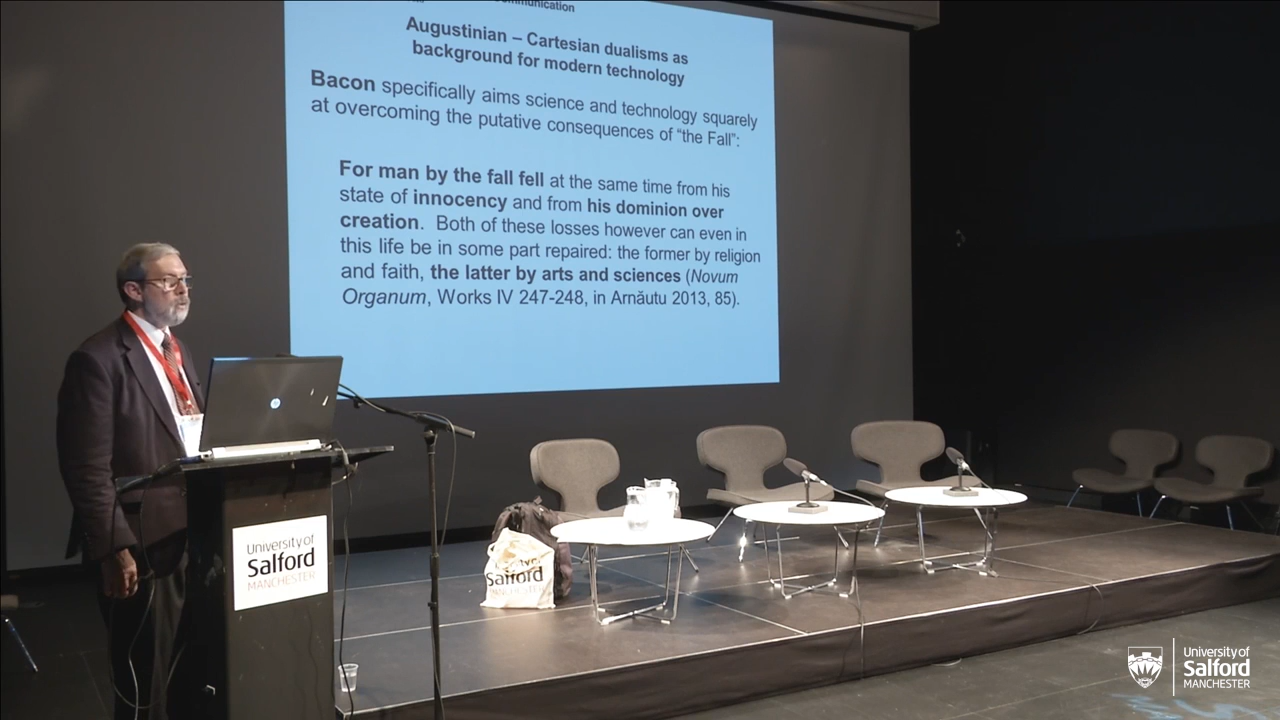 Augustinian – Cartesian dualisms as
background for modern technology
Bacon specifically aims science and technology squarely
at overcoming the putative consequences of “the Fall”:
For man by the fall fell at the same time from his
state of innocency and from his dominion over
creation.  Both of these losses however can even in
this life be in some part repaired: the former by religion
and faith, the latter by arts and sciences (Novum
Organum, Works IV 247-248, in Arnăutu 2013, 85).
University of
Salford
MANCHESTER
Salford
MANCHESTER
University of
Salford
MANCHESTER